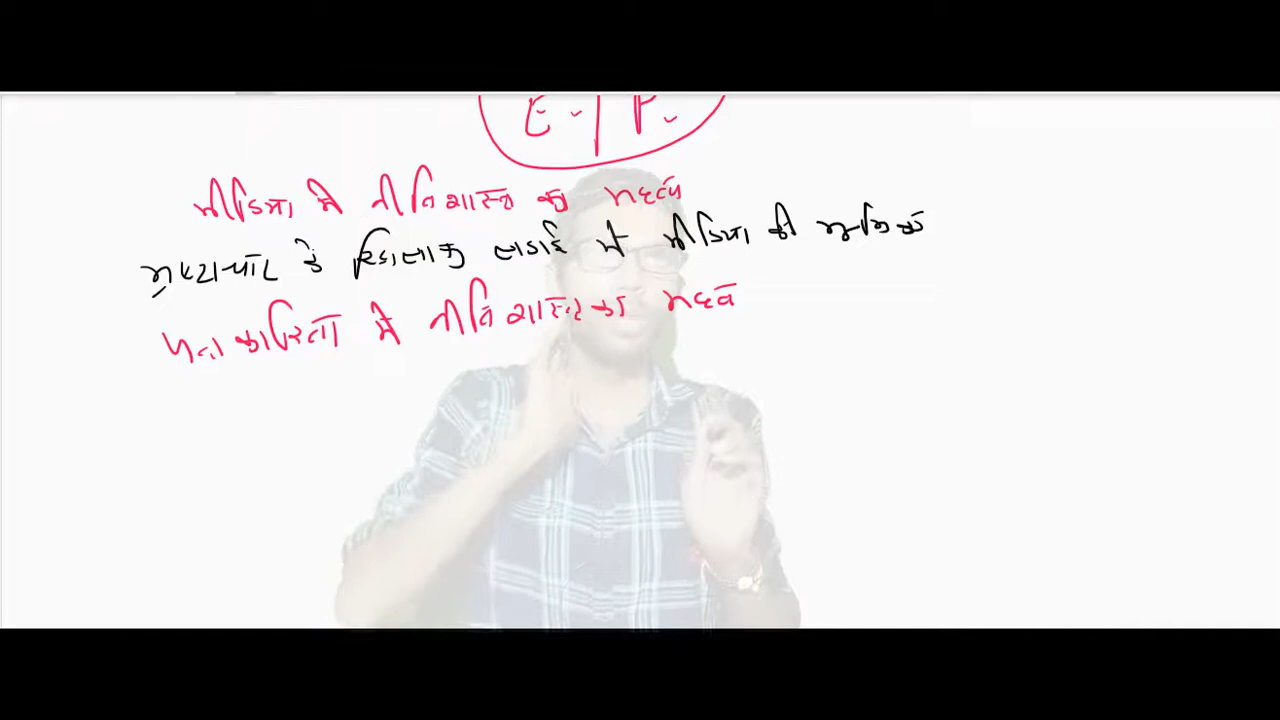 E. / P.
मीडिया मे नीतिशास्त्र का महत्व
भ्रष्टाचार के खिलाफ लडाई मे मीडिया की भूमिका
पत्रकारिता मे नीतिशास्त्र का महत्व